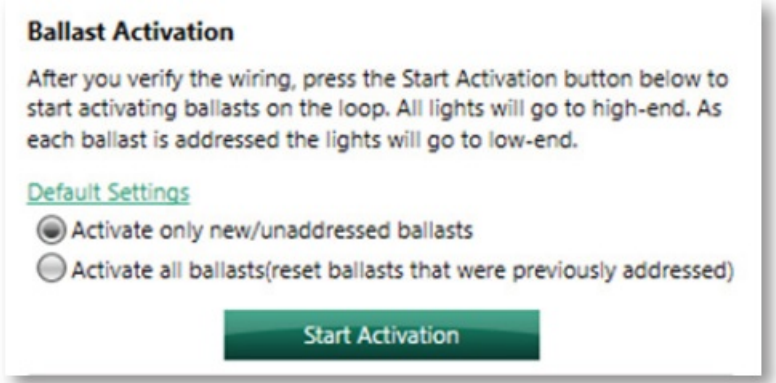 Ballast Activation
After you verify the wiring, press the Start Activation button below to
start activating ballasts on the loop. All lights will go to high-end. As
each ballast is addressed the lights will go to low-end.
Default Settings
Activate only new/unaddressed ballasts
Activate all ballasts(reset ballasts that were previously addressed)
Start Activation